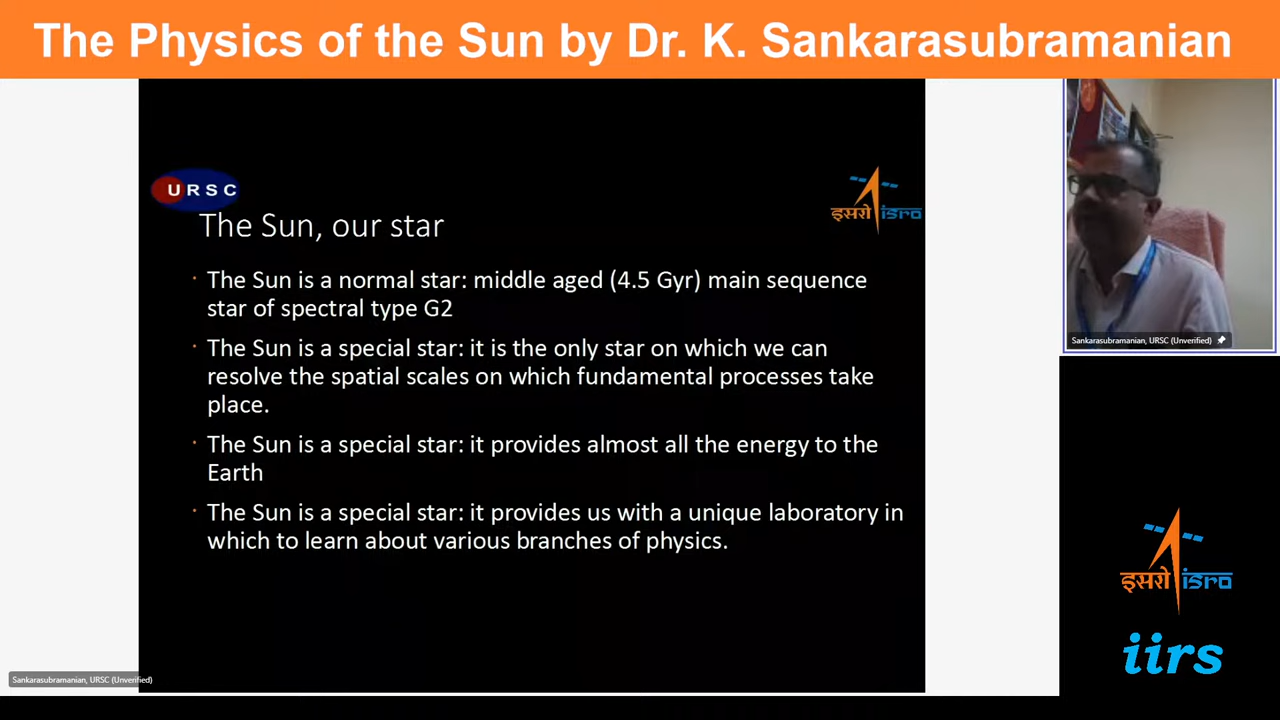 The Physics of the Sun by Dr. K. Sankarasubramanian
URSC
इसरो isro
The Sun, our star
· The Sun is a normal star: middle aged (4.5 Gyr) main sequence
star of spectral type G2
· The Sun is a special star: it is the only star on which we can
resolve the spatial scales on which fundamental processes take
place.
· The Sun is a special star: it provides almost all the energy to the
Earth
· The Sun is a special star: it provides us with a unique laboratory in
which to learn about various branches of physics.
Sankarasubramanian, URSC (Unverified)
Sankarasubramanian, URSC (Unverified)
इसरो isro
iirs